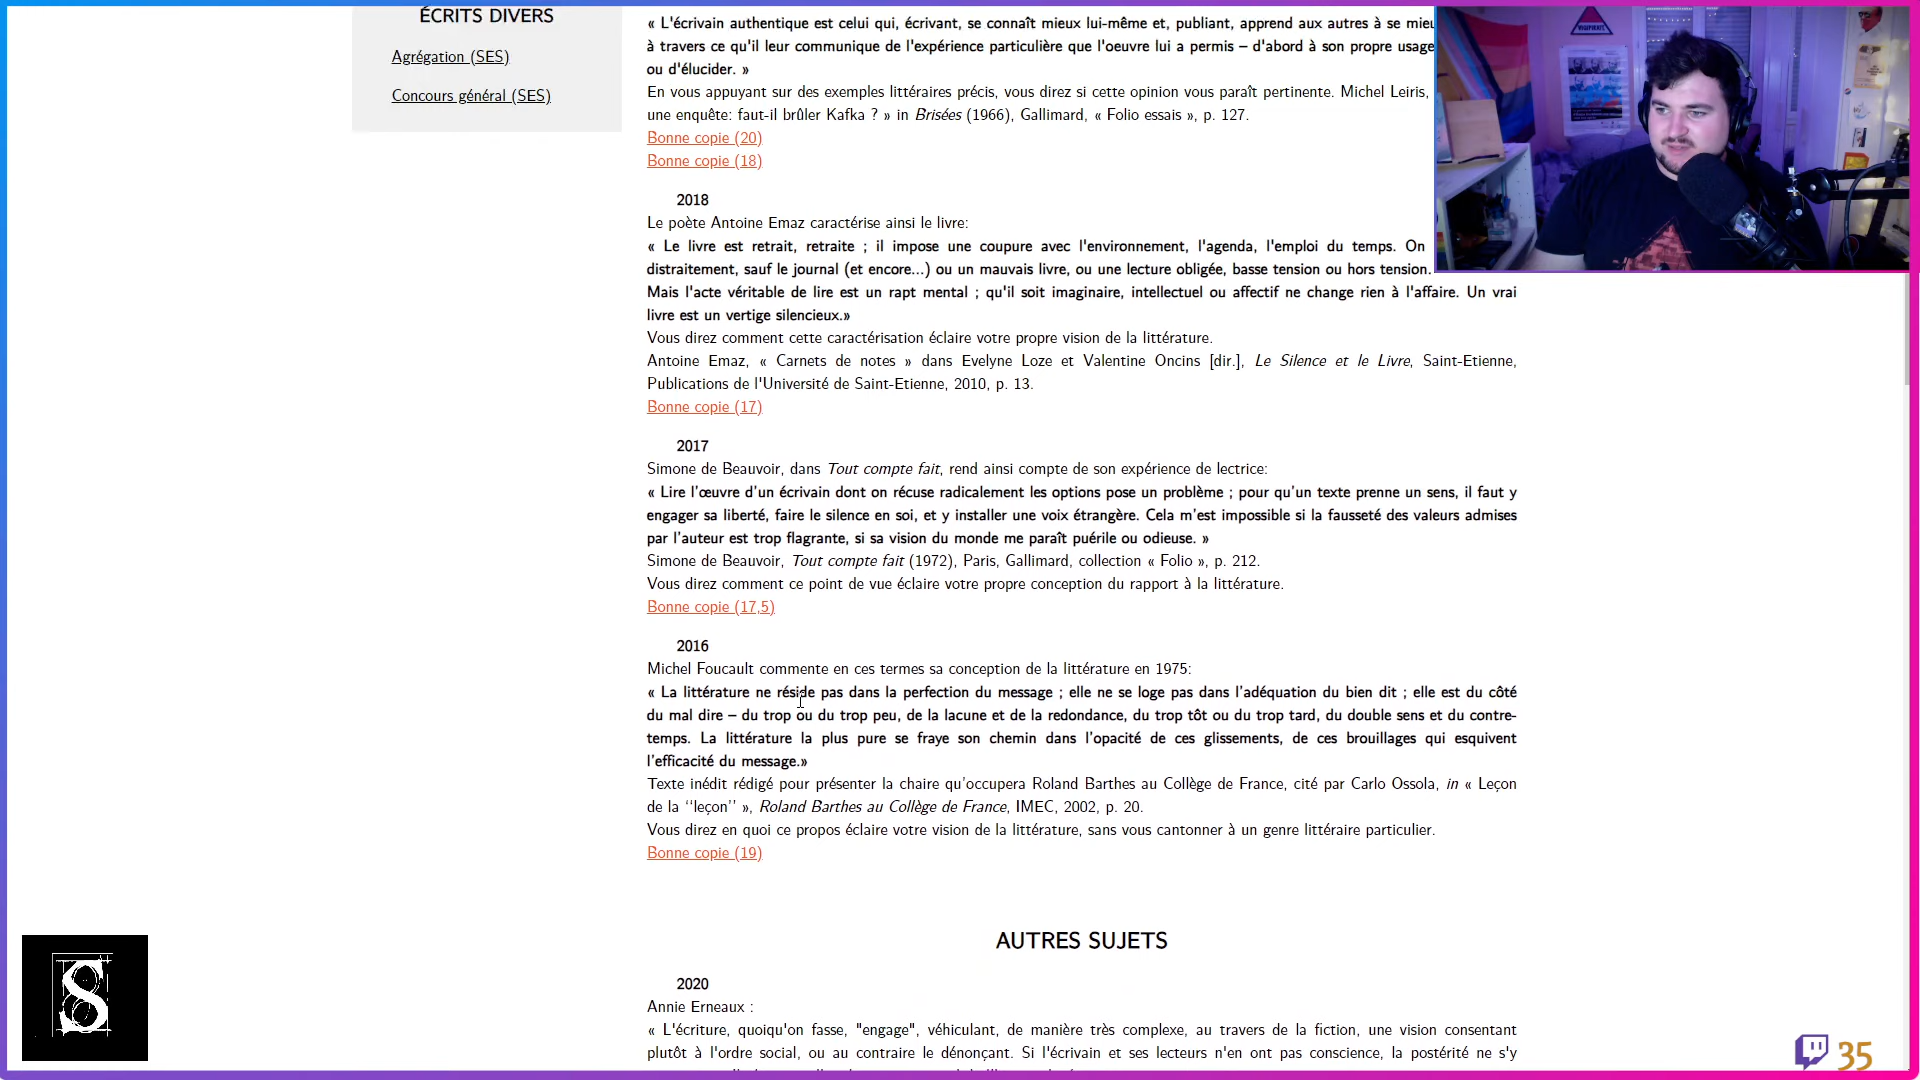 ÉCRITS DIVERS
Agrégation (SES)
Concours général (SES)
« L'écrivain authentique est celui qui, écrivant, se connaît mieux lui-même et, publiant, apprend aux autres à se
à travers ce qu'il leur communique de l'expérience particulière que l'oeuvre lui a permis – d'abord à son propre usage
ou d'élucider. »
En vous appuyant sur des exemples littéraires précis, vous direz si cette opinion vous paraît pertinente. Michel Leiris,
une enquête: faut-il brûler Kafka ? » in Brisées (1966), Gallimard, « Folio essais », p. 127.
Bonne copie (20)
Bonne copie (18)
2018
Le poète Antoine Emaz caractérise ainsi le livre:
« Le livre est retrait, retraite ; il impose une coupure avec l'environnement, l'agenda, l'emploi du temps. On
distraitement, sauf le journal (et encore...) ou un mauvais livre, ou une lecture obligée, basse tension ou hors tension.
Mais l'acte véritable de lire est un rapt mental ; qu'il soit imaginaire, intellectuel ou affectif ne change rien à l'affaire. Un vrai
livre est un vertige silencieux.»
Vous direz comment cette caractérisation éclaire votre propre vision de la littérature.
Antoine Emaz, « Carnets de notes » dans Evelyne Loze et Valentine Oncins [dir.], Le Silence et le Livre, Saint-Etienne,
Publications de l'Université de Saint-Etienne, 2010, p. 13.
Bonne copie (17)
2017
Simone de Beauvoir, dans Tout compte fait, rend ainsi compte de son expérience de lectrice:
« Lire l’œuvre d’un écrivain dont on récuse radicalement les options pose un problème ; pour qu’un texte prenne un sens, il faut y
engager sa liberté, faire le silence en soi, et y installer une voix étrangère. Cela m’est impossible si la fausseté des valeurs admises
par l’auteur est trop flagrante, si sa vision du monde me paraît puérile ou odieuse. »
Simone de Beauvoir, Tout compte fait (1972), Paris, Gallimard, collection « Folio », p. 212.
Vous direz comment ce point de vue éclaire votre propre conception du rapport à la littérature.
Bonne copie (17,5)
2016
Michel Foucault commente en ces termes sa conception de la littérature en 1975:
« La littérature ne réside pas dans la perfection du message ; elle ne se loge pas dans l’adéquation du bien dit ; elle est du côté
du mal dire – du trop ou du trop peu, de la lacune et de la redondance, du trop tôt ou du trop tard, du double sens et du contre-
temps. La littérature la plus pure se fraye son chemin dans l’opacité de ces glissements, de ces brouillages qui esquivent
l’efficacité du message.»
Texte inédit rédigé pour présenter la chaire qu’occupera Roland Barthes au Collège de France, cité par Carlo Ossola, in « Leçon
de la ‘‘leçon’’ », Roland Barthes au Collège de France, IMEC, 2002, p. 20.
Vous direz en quoi ce propos éclaire votre vision de la littérature, sans vous cantonner à un genre littéraire particulier.
Bonne copie (19)
AUTRES SUJETS
2020
Annie Erneaux :
« L'écriture, quoiqu'on fasse, "engage", véhiculant, de manière très complexe, au travers de la fiction, une vision consentant
plutôt à l'ordre social, ou au contraire le dénonçant. Si l'écrivain et ses lecteurs n'en ont pas conscience, la postérité ne s'y
S
35